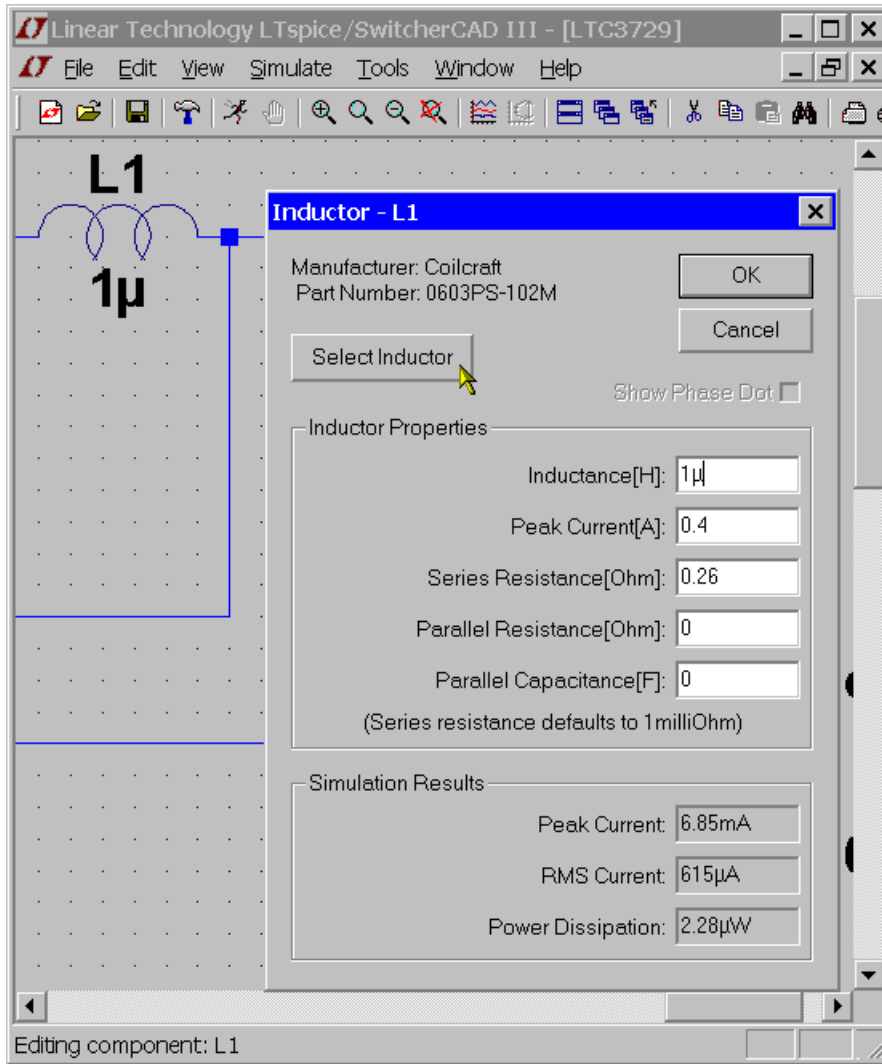 Linear Technology LTspice/SwitcherCAD III - [LTC3729]
File Edit View Simulate Tools Window Help
L1
1µ
Inductor - L1
Manufacturer: Coilcraft
Part Number: 0603PS-102M
OK
Cancel
Select Inductor
Show Phase Dot
Inductor Properties
Inductance[H]: 1µ
Peak Current[A]: 0.4
Series Resistance[Ohm]: 0.26
Parallel Resistance[Ohm]: 0
Parallel Capacitance[F]: 0
(Series resistance defaults to 1milliOhm)
Simulation Results
Peak Current: 6.85mA
RMS Current: 615µA
Power Dissipation: 2.28µW
Editing component: L1